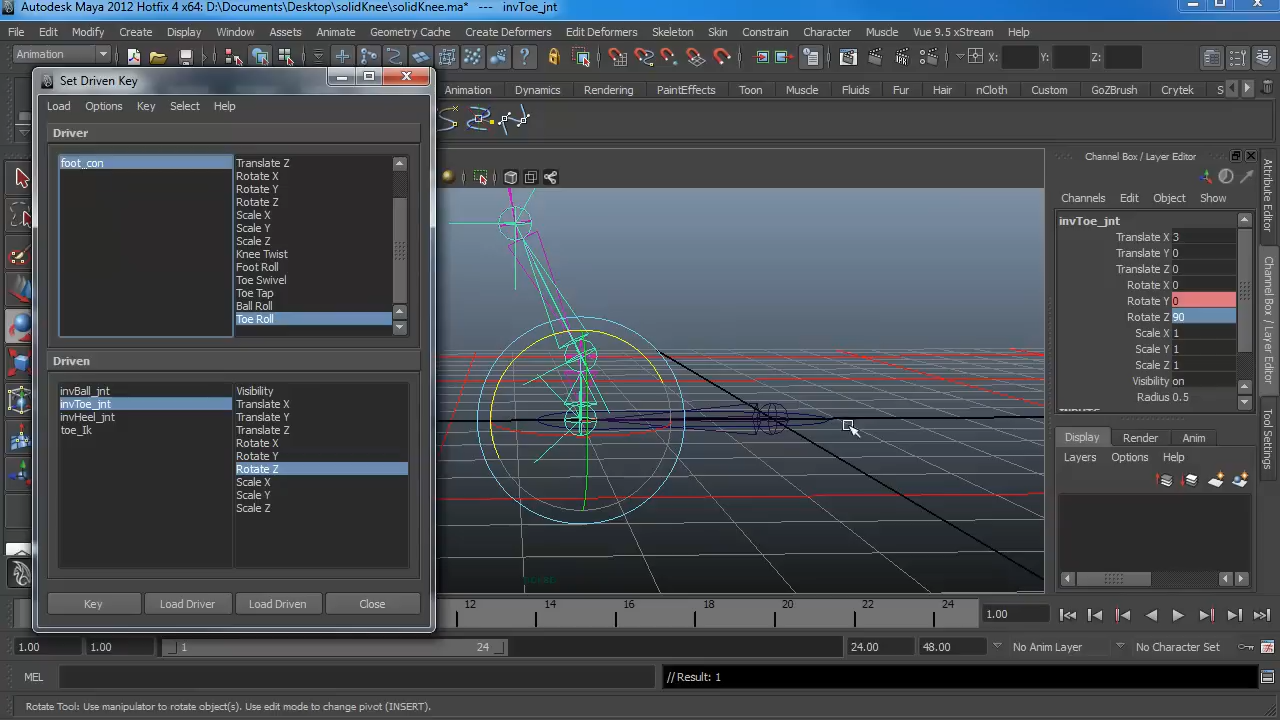 Autodesk Maya 2012 Hotfix 4 x64: D:\Documents\Desktop\solidKnee\solidKnee.ma* --- invToe_jnt
File Edit Modify Create Display Window Assets Animate Geometry Cache Create Deformers Edit Deformers Skeleton Skin Constrain Character Muscle Vue 9.5 xStream Help
Animation X: Y: Z:
Set Driven Key
Animation Dynamics Rendering PaintEffects Toon Muscle Fluids Fur Hair nCloth Custom GoZBrush Crytek S
Load Options Key Select Help
Driver
foot_con
Translate Z
Rotate X
Rotate Y
Rotate Z
Scale X
Scale Y
Scale Z
Knee Twist
Foot Roll
Toe Swivel
Toe Tap
Ball Roll
Toe Roll
Driven
invBall_jnt
invToe_jnt
invHeel_jnt
toe_Ik
Visibility
Translate X
Translate Y
Translate Z
Rotate X
Rotate Y
Rotate Z
Scale X
Scale Y
Scale Z
Key Load Driver Load Driven Close
Channel Box / Layer Editor
Channels Edit Object Show
invToe_jnt
Translate X 3
Translate Y 0
Translate Z 0
Rotate X 0
Rotate Y 0
Rotate Z 90
Scale X 1
Scale Y 1
Scale Z 1
Visibility on
Radius 0.5
Display Render Anim
Layers Options Help
Attribute Editor
Channel Box / Layer Editor
Tool Settings
12 14 16 18 20 22 24
1.00
1.00 1.00 1 24 24.00 48.00 No Anim Layer No Character Set
MEL // Result: 1
Rotate Tool: Use manipulator to rotate object(s). Use edit mode to change pivot (INSERT).